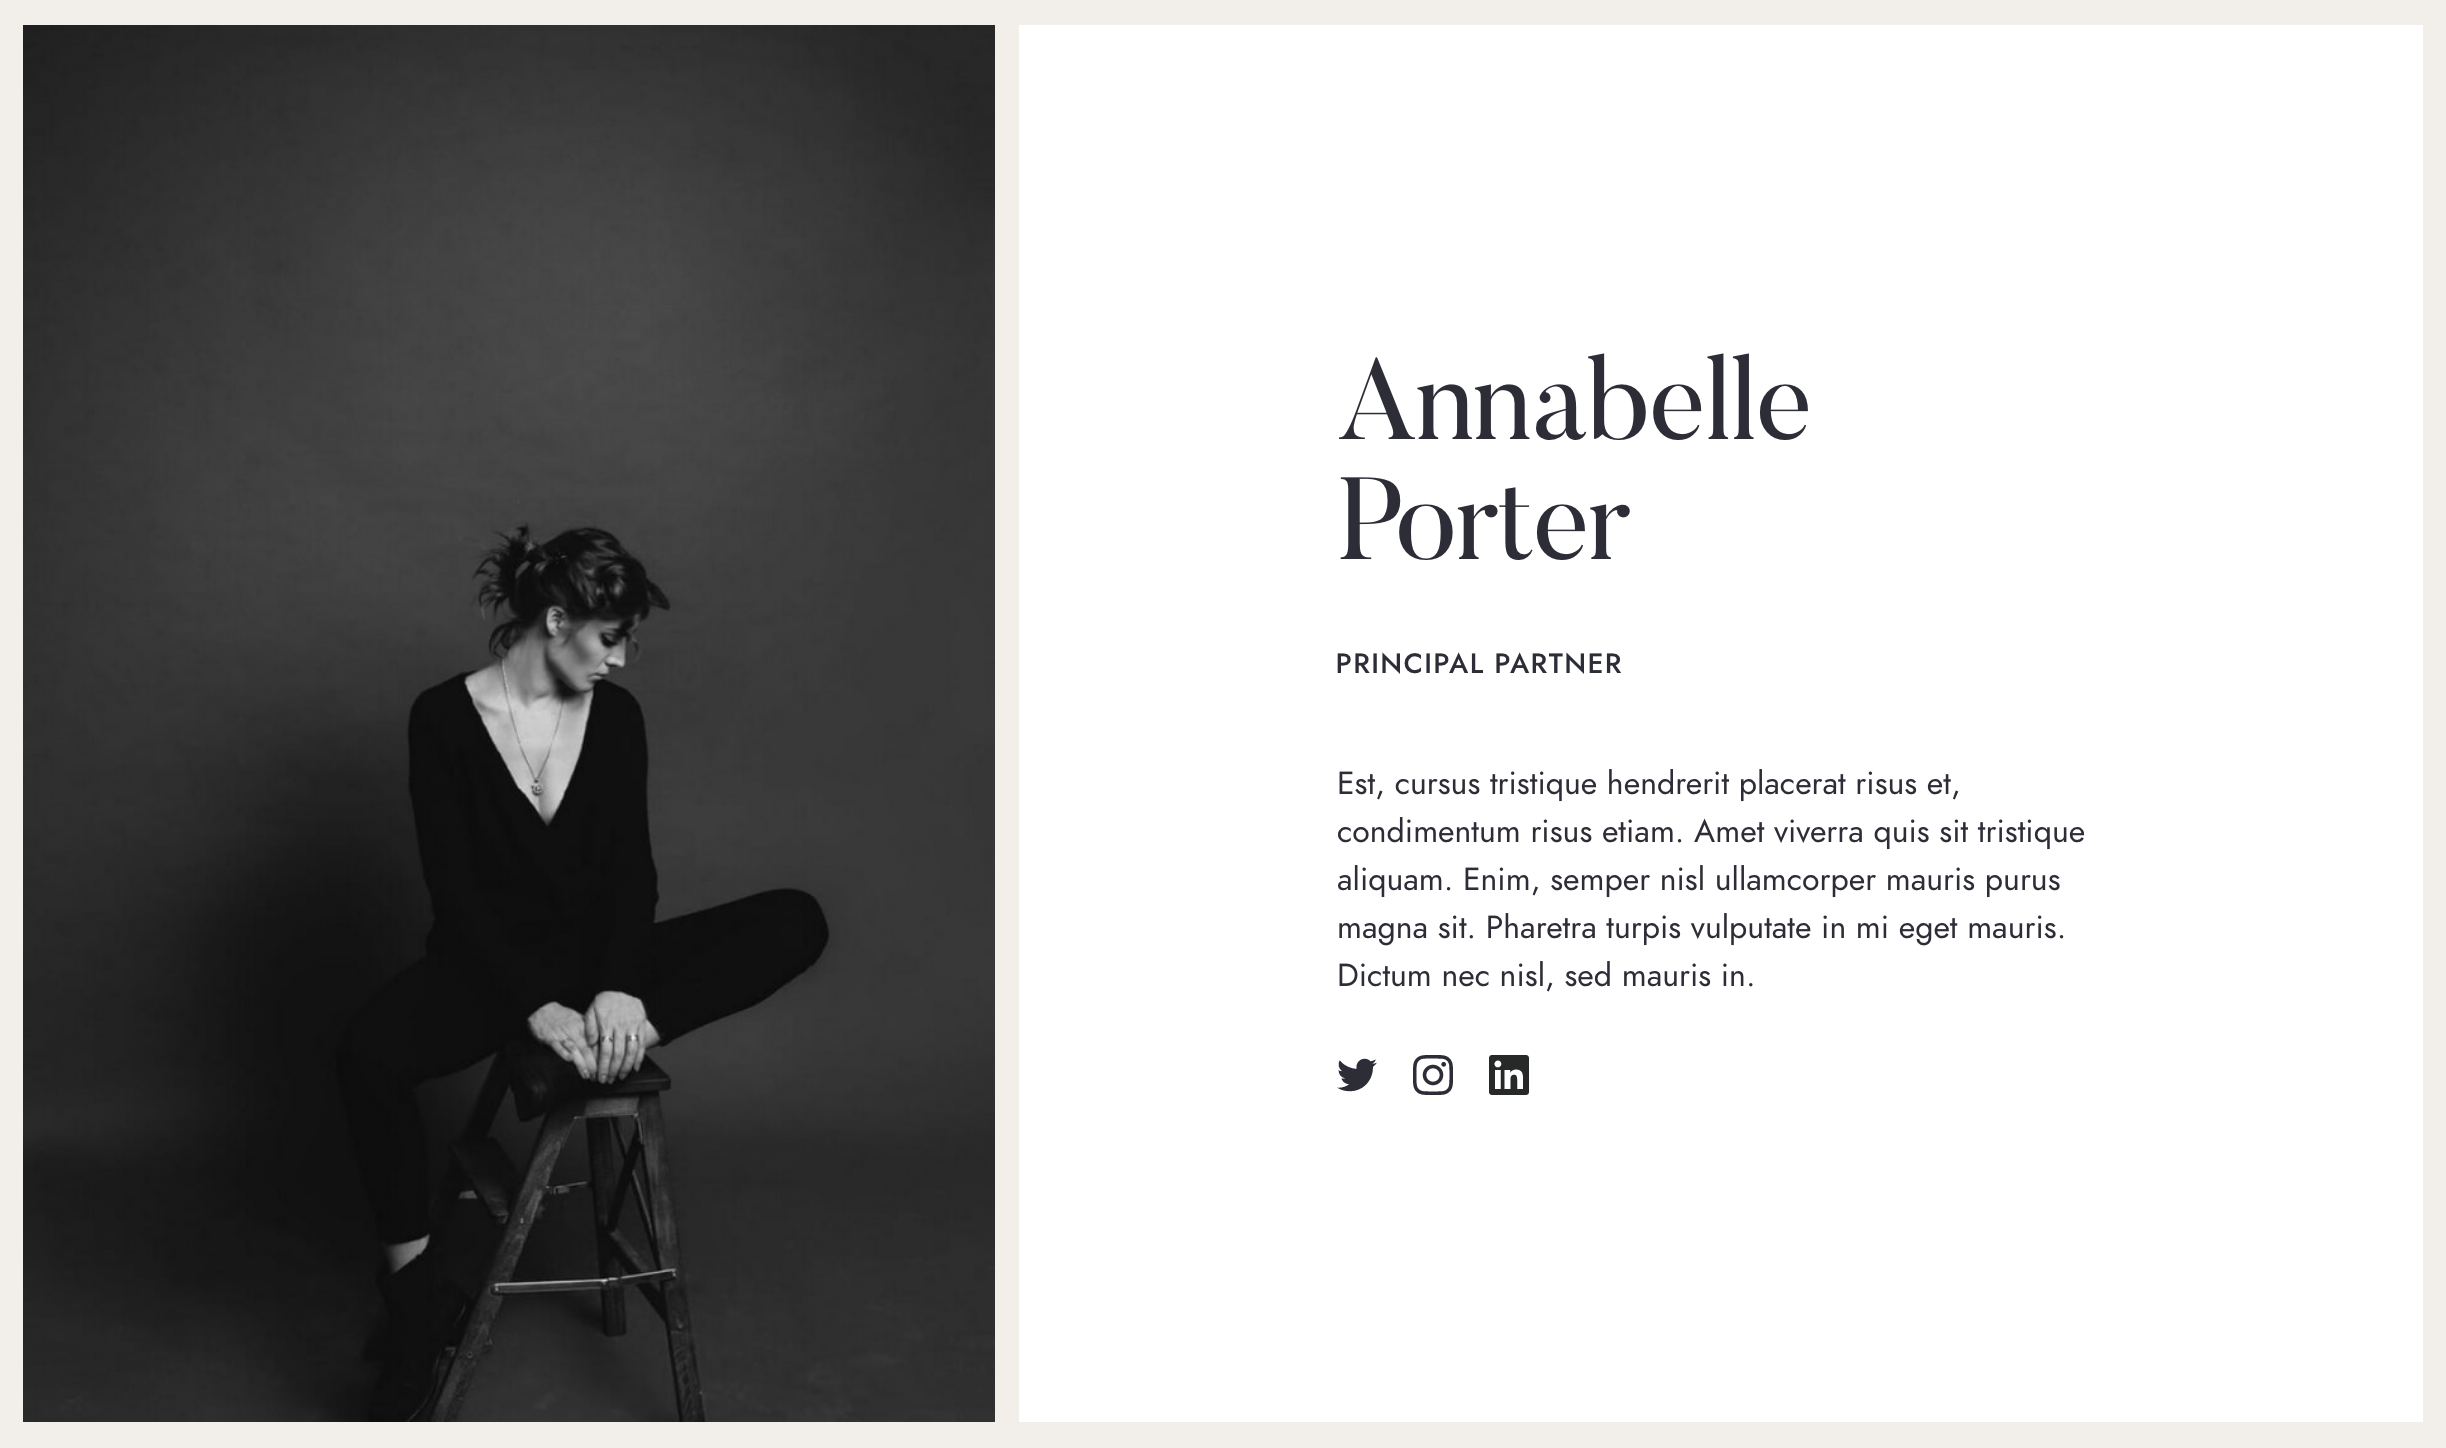 Annabelle
Porter
PRINCIPAL PARTNER
Est, cursus tristique hendrerit placerat risus et,
condimentum risus etiam. Amet viverra quis sit tristique
aliquam. Enim, semper nisl ullamcorper mauris purus
magna sit. Pharetra turpis vulputate in mi eget mauris.
Dictum nec nisl, sed mauris in.
in